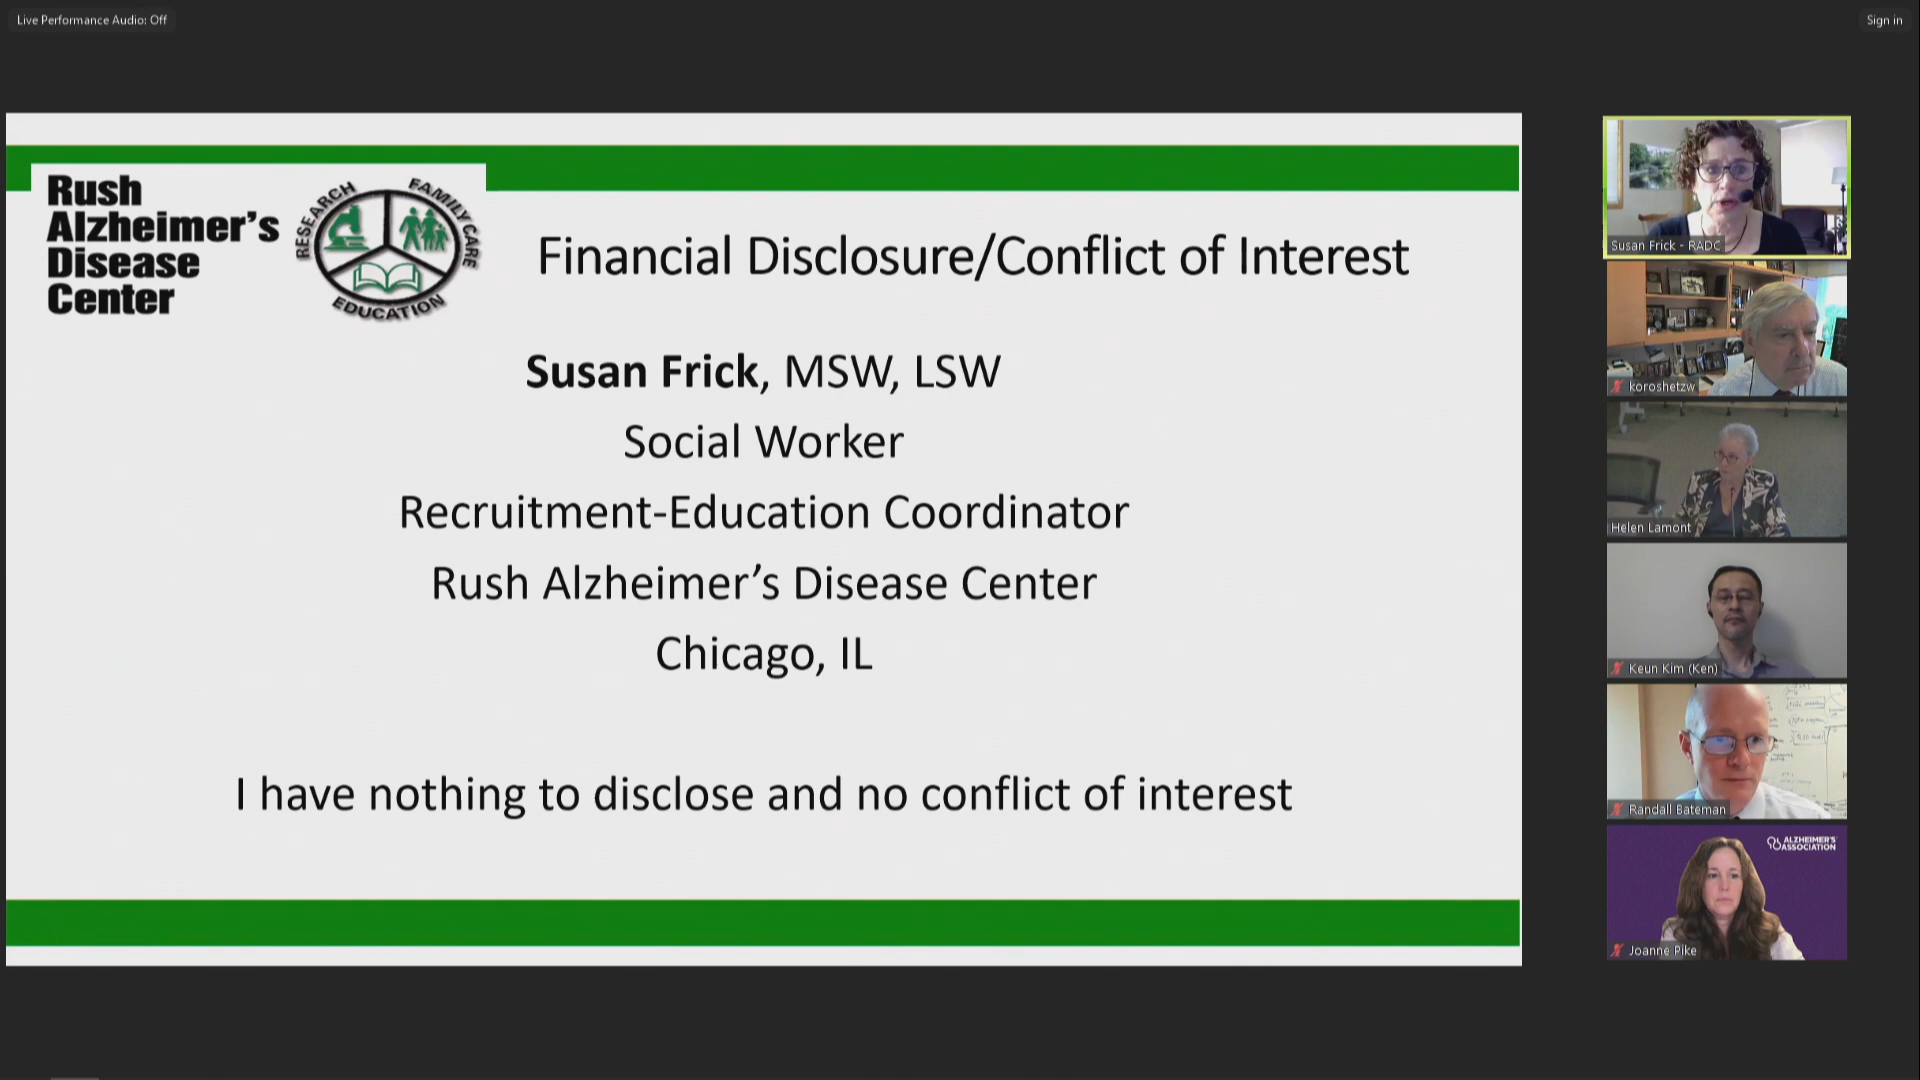 Live Performance Audio: Off
Sign in
Rush
Alzheimer's
Disease
Center
RESEARCH
FAMILY CARE
EDUCATION
Financial Disclosure/Conflict of Interest
Susan Frick, MSW, LSW
Social Worker
Recruitment-Education Coordinator
Rush Alzheimer’s Disease Center
Chicago, IL
I have nothing to disclose and no conflict of interest
Susan Frick - RADC
koroshetzw
Helen Lamont
Keun Kim (Ken)
Randall Bateman
ALZHEIMER'S
ASSOCIATION
Joanne Pike